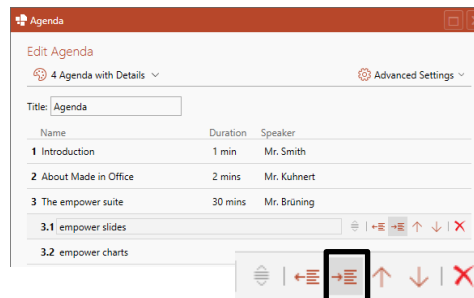 Agenda
Edit Agenda
4 Agenda with Details
Advanced Settings
Title: Agenda
Name Duration Speaker
1 Introduction 1 min Mr. Smith
2 About Made in Office 2 mins Mr. Kuhnert
3 The empower suite 30 mins Mr. Brüning
3.1 empower slides
3.2 empower charts